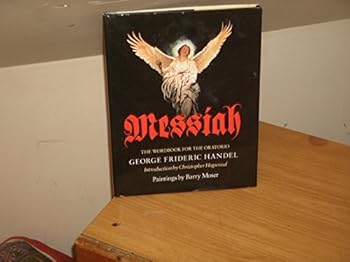 Messiah
THE WORDBOOK FOR THE ORATORIO
GEORGE FRIDERIC HANDEL
Introduction by Christopher Hogwood
Paintings by Barry Moser